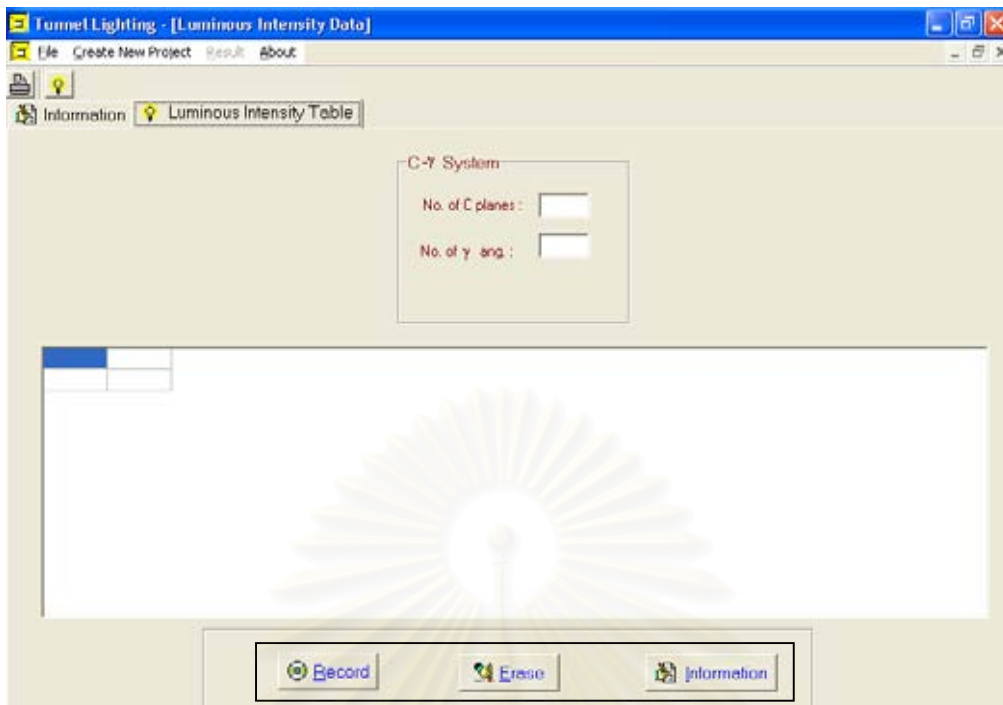 Tunnel Lighting - [Luminous Intensity Data]
File Create New Project Result About
Information Luminous Intensity Table
C-γ System
No. of C planes :
No. of γ ang. :
Record Erase Information